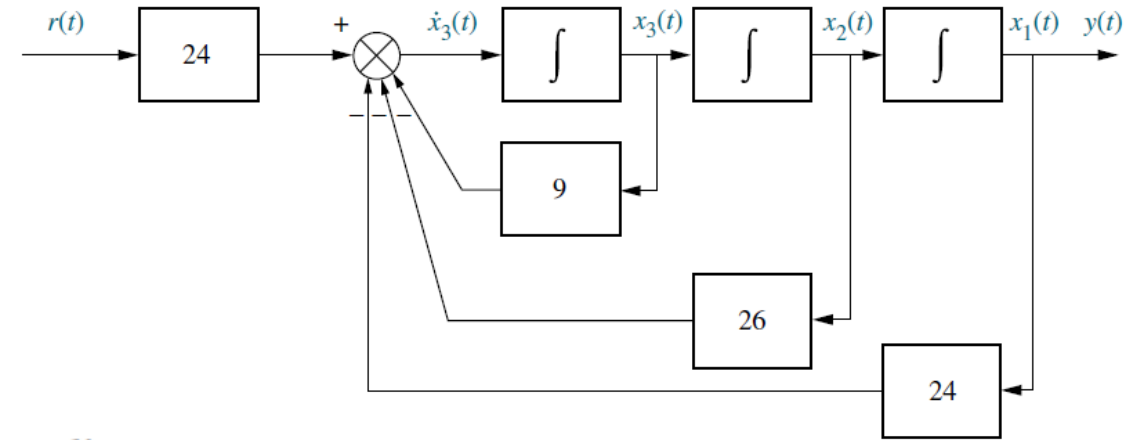 r(t) 24 + ẋ₃(t) ∫ x₃(t) ∫ x₂(t) ∫ x₁(t) y(t)
− − −
9
26
24